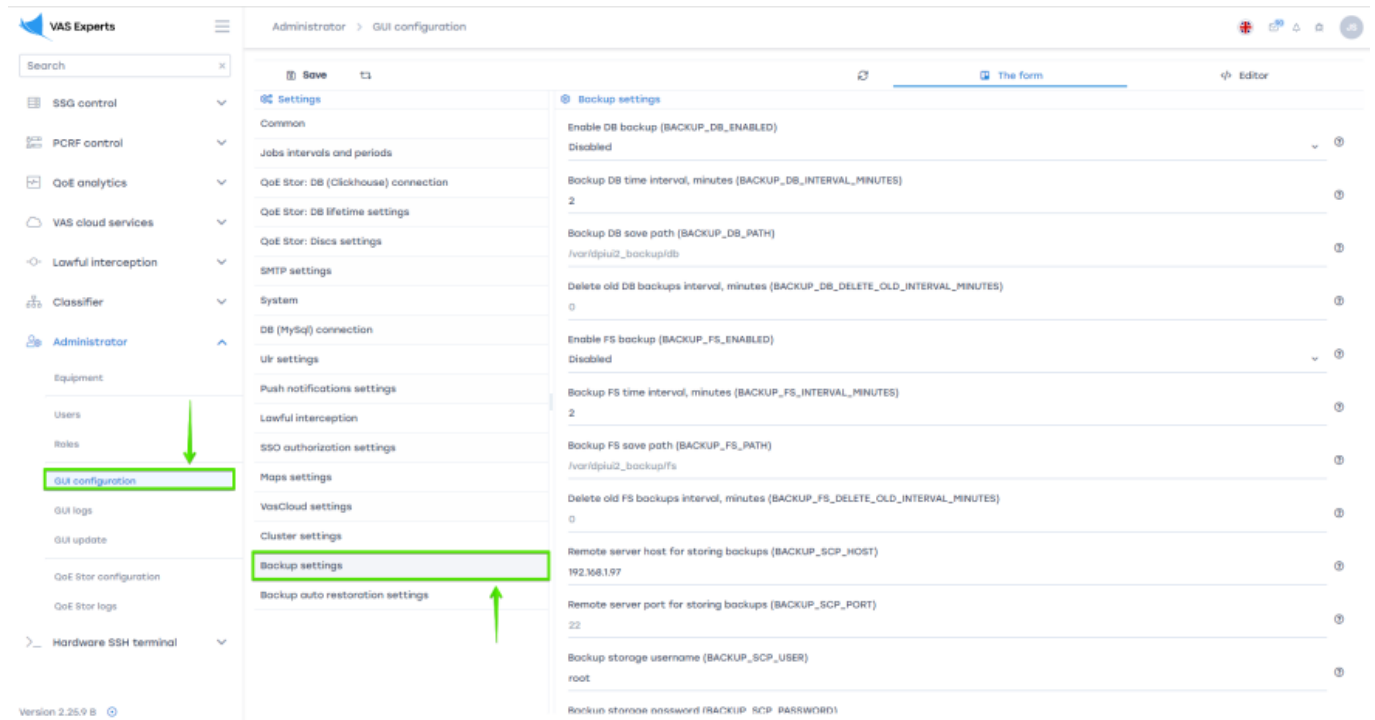 VAS Experts
Administrator > GUI configuration
Search
Save
The form
</> Editor
SSG control
PCRF control
QoE analytics
VAS cloud services
Lawful interception
Classifier
Administrator
Equipment
Users
Roles
GUI configuration
GUI logs
GUI update
QoE Stor configuration
QoE Stor logs
Hardware SSH terminal
Version 2.25.9 B
Settings
Common
Jobs intervals and periods
QoE Stor: DB (Clickhouse) connection
QoE Stor: DB lifetime settings
QoE Stor: Discs settings
SMTP settings
System
DB (MySql) connection
Ulr settings
Push notifications settings
Lawful interception
SSO authorization settings
Maps settings
VasCloud settings
Cluster settings
Backup settings
Backup auto restoration settings
Backup settings
Enable DB backup (BACKUP_DB_ENABLED)
Disabled
Backup DB time interval, minutes (BACKUP_DB_INTERVAL_MINUTES)
2
Backup DB save path (BACKUP_DB_PATH)
/var/dpiui2_backup/db
Delete old DB backups interval, minutes (BACKUP_DB_DELETE_OLD_INTERVAL_MINUTES)
0
Enable FS backup (BACKUP_FS_ENABLED)
Disabled
Backup FS time interval, minutes (BACKUP_FS_INTERVAL_MINUTES)
2
Backup FS save path (BACKUP_FS_PATH)
/var/dpiui2_backup/fs
Delete old FS backups interval, minutes (BACKUP_FS_DELETE_OLD_INTERVAL_MINUTES)
0
Remote server host for storing backups (BACKUP_SCP_HOST)
192.168.1.97
Remote server port for storing backups (BACKUP_SCP_PORT)
22
Backup storage username (BACKUP_SCP_USER)
root
Backup storage password (BACKUP_SCP_PASSWORD)